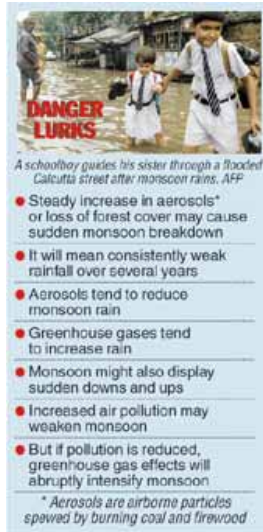 DANGER
LURKS
A schoolboy guides his sister through a flooded
Calcutta street after monsoon rains. AFP
• Steady increase in aerosols*
or loss of forest cover may cause
sudden monsoon breakdown
• It will mean consistently weak
rainfall over several years
• Aerosols tend to reduce
monsoon rain
• Greenhouse gases tend
to increase rain
• Monsoon might also display
sudden downs and ups
• Increased air pollution may
weaken monsoon
• But if pollution is reduced,
greenhouse gas effects will
abruptly intensify monsoon
* Aerosols are airborne particles
spewed by burning coal and firewood